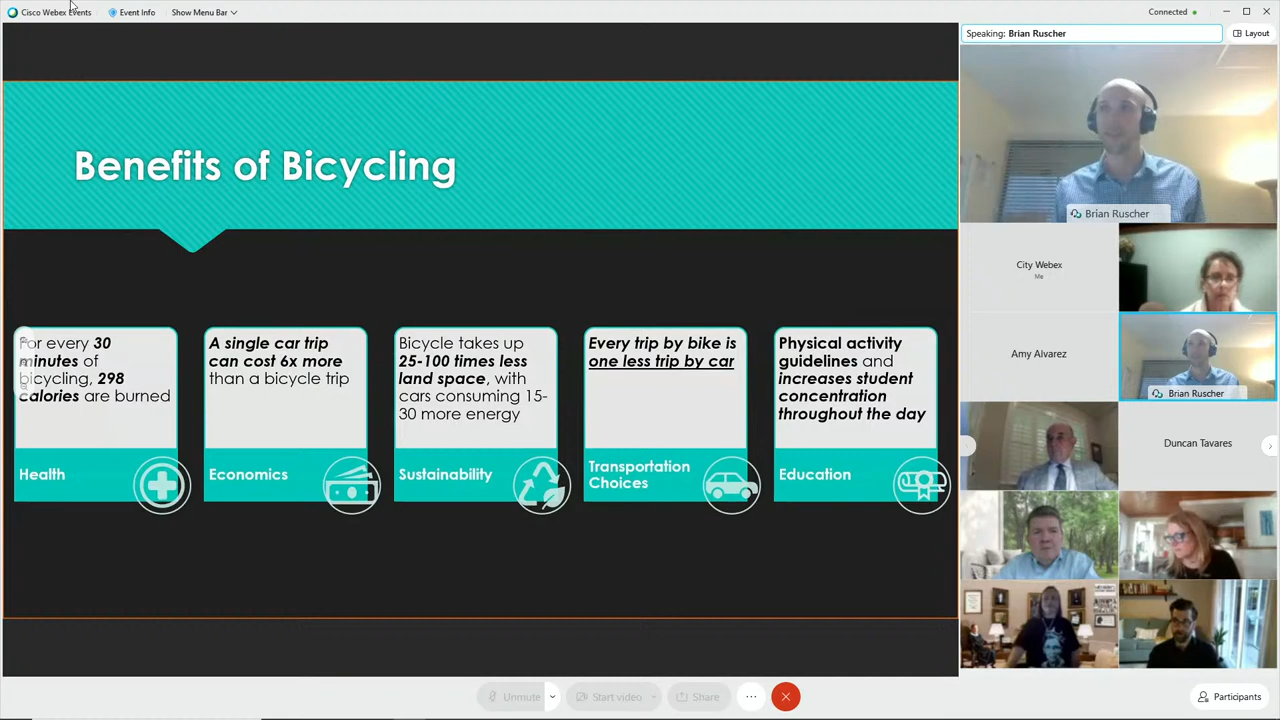 Cisco Webex Events
Event Info
Show Menu Bar
Connected
Speaking: Brian Ruscher
Layout
Benefits of Bicycling
For every 30
minutes of
bicycling, 298
calories are burned
Health
A single car trip
can cost 6x more
than a bicycle trip
Economics
Bicycle takes up
25-100 times less
land space, with
cars consuming 15-
30 more energy
Sustainability
Every trip by bike is
one less trip by car
Transportation
Choices
Physical activity
guidelines and
increases student
concentration
throughout the day
Education
Brian Ruscher
City Webex
Me
Amy Alvarez
Brian Ruscher
Duncan Tavares
Unmute
Start video
Share
Participants